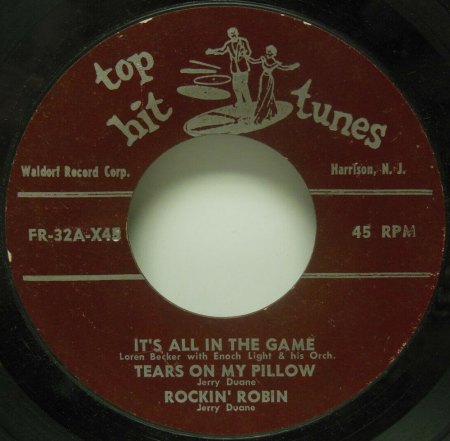 top
hit
tunes
Waldorf Record Corp.
Harrison, N. J.
FR-32A-X45
45 RPM
IT'S ALL IN THE GAME
Loren Becker with Enoch Light & his Orch.
TEARS ON MY PILLOW
Jerry Duane
ROCKIN' ROBIN
Jerry Duane